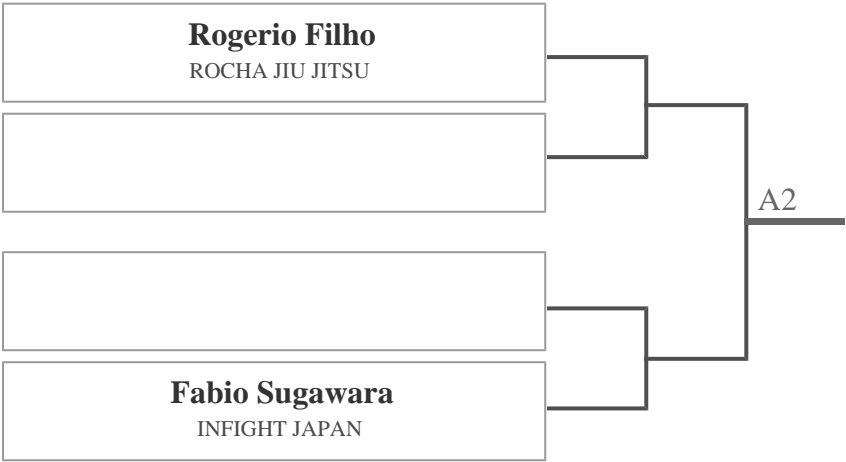 Rogerio Filho
ROCHA JIU JITSU
A2
Fabio Sugawara
INFIGHT JAPAN